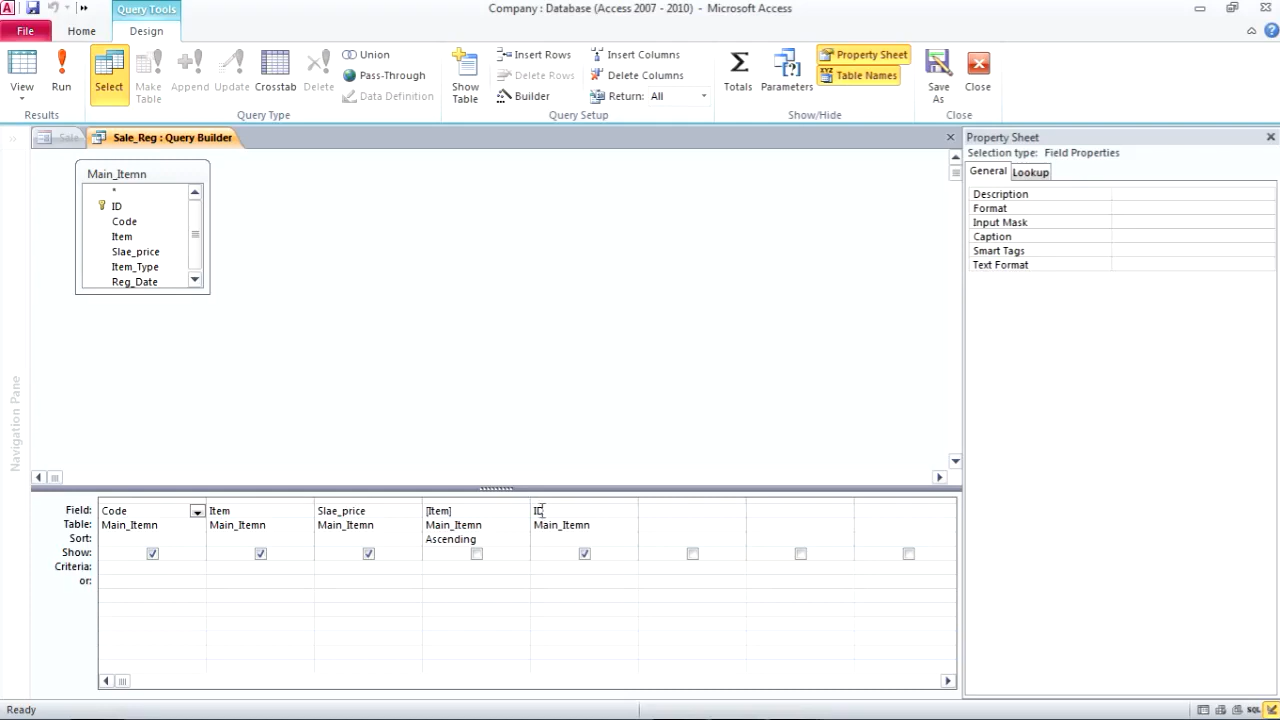 Query Tools
Company : Database (Access 2007 - 2010) - Microsoft Access
File Home Design
View Run Select Make Table Append Update Crosstab Delete
Union
Pass-Through
Data Definition
Show Table
Insert Rows
Delete Rows
Builder
Insert Columns
Delete Columns
Return: All
Totals Parameters
Property Sheet
Table Names
Save As Close
Results Query Type Query Setup Show/Hide Close
Sale Sale_Reg : Query Builder
Property Sheet
Selection type: Field Properties
General Lookup
Description
Format
Input Mask
Caption
Smart Tags
Text Format
Main_Itemn
*
ID
Code
Item
Slae_price
Item_Type
Reg_Date
Navigation Pane
Field: Code Item Slae_price [Item] ID
Table: Main_Itemn Main_Itemn Main_Itemn Main_Itemn Main_Itemn
Sort: Ascending
Show:
Criteria:
or:
Ready
SQL